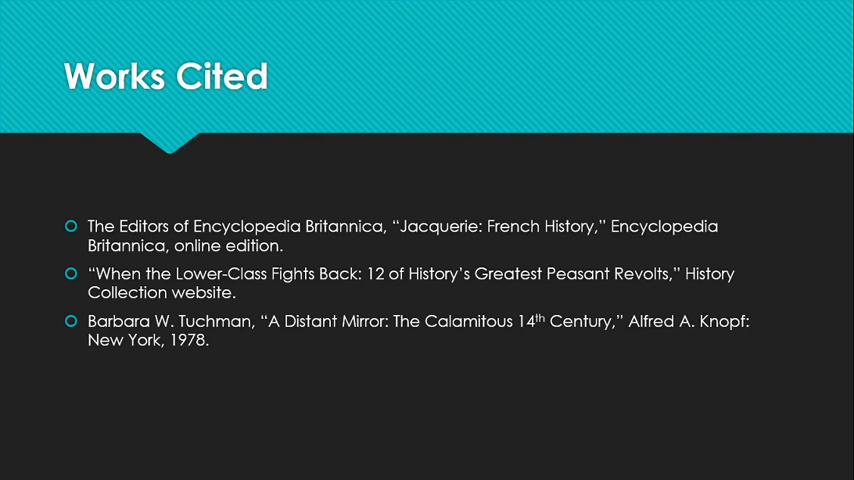 Works Cited
The Editors of Encyclopedia Britannica, “Jacquerie: French History,” Encyclopedia
Britannica, online edition.
“When the Lower-Class Fights Back: 12 of History’s Greatest Peasant Revolts,” History
Collection website.
Barbara W. Tuchman, “A Distant Mirror: The Calamitous 14th Century,” Alfred A. Knopf:
New York, 1978.